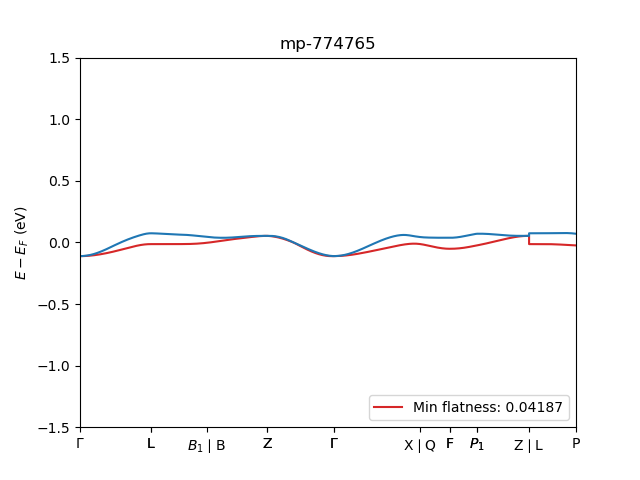 mp-774765
1.5
1.0
0.5
0.0
−0.5
−1.0
−1.5
E − E_F (eV)
Min flatness: 0.04187
Γ L B₁ | B Z Γ X | Q F P₁ Z | L P